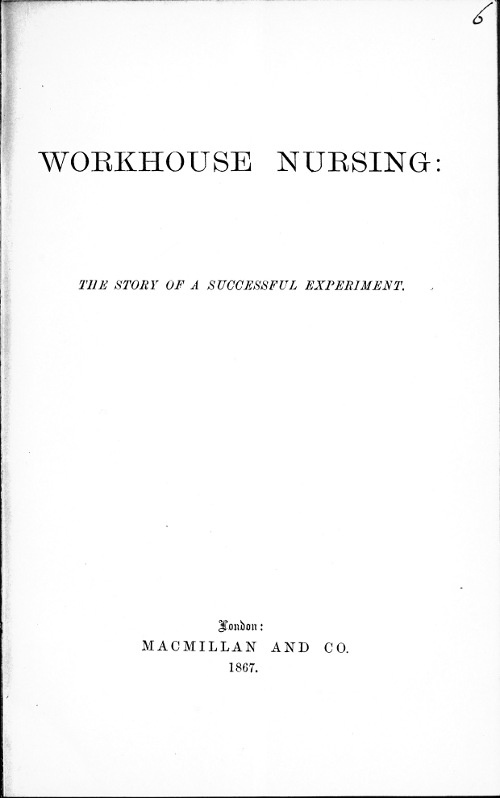 6
WORKHOUSE NURSING:
THE STORY OF A SUCCESSFUL EXPERIMENT.
London:
MACMILLAN AND CO.
1867.